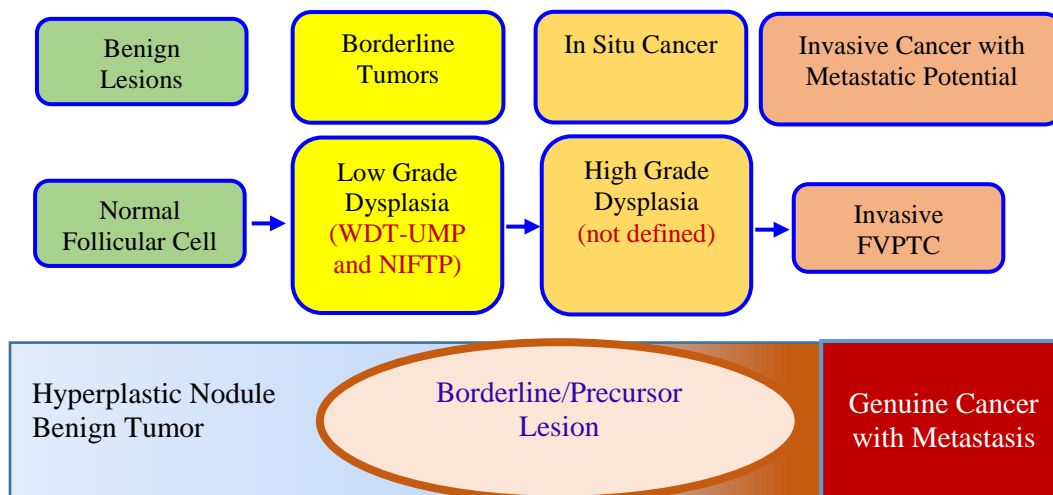 Benign
Lesions
Borderline
Tumors
In Situ Cancer
Invasive Cancer with
Metastatic Potential
Normal
Follicular Cell
Low Grade
Dysplasia
(WDT-UMP
and NIFTP)
High Grade
Dysplasia
(not defined)
Invasive
FVPTC
Hyperplastic Nodule
Benign Tumor
Borderline/Precursor
Lesion
Genuine Cancer
with Metastasis